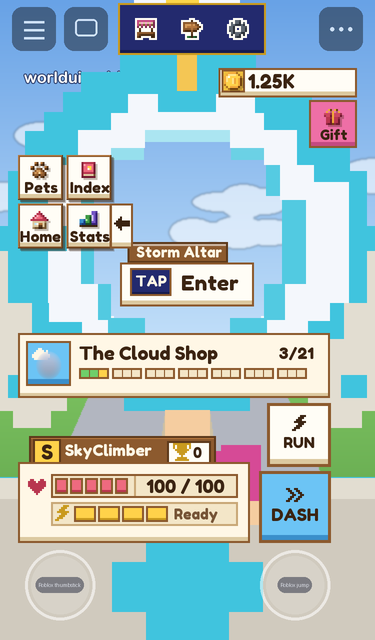 1.25K
Gift
Pets
Index
Home
Stats
Storm Altar
TAP Enter
The Cloud Shop 3/21
RUN
S SkyClimber 0
100 / 100
DASH
Ready
Roblox thumbstick
Roblox jump